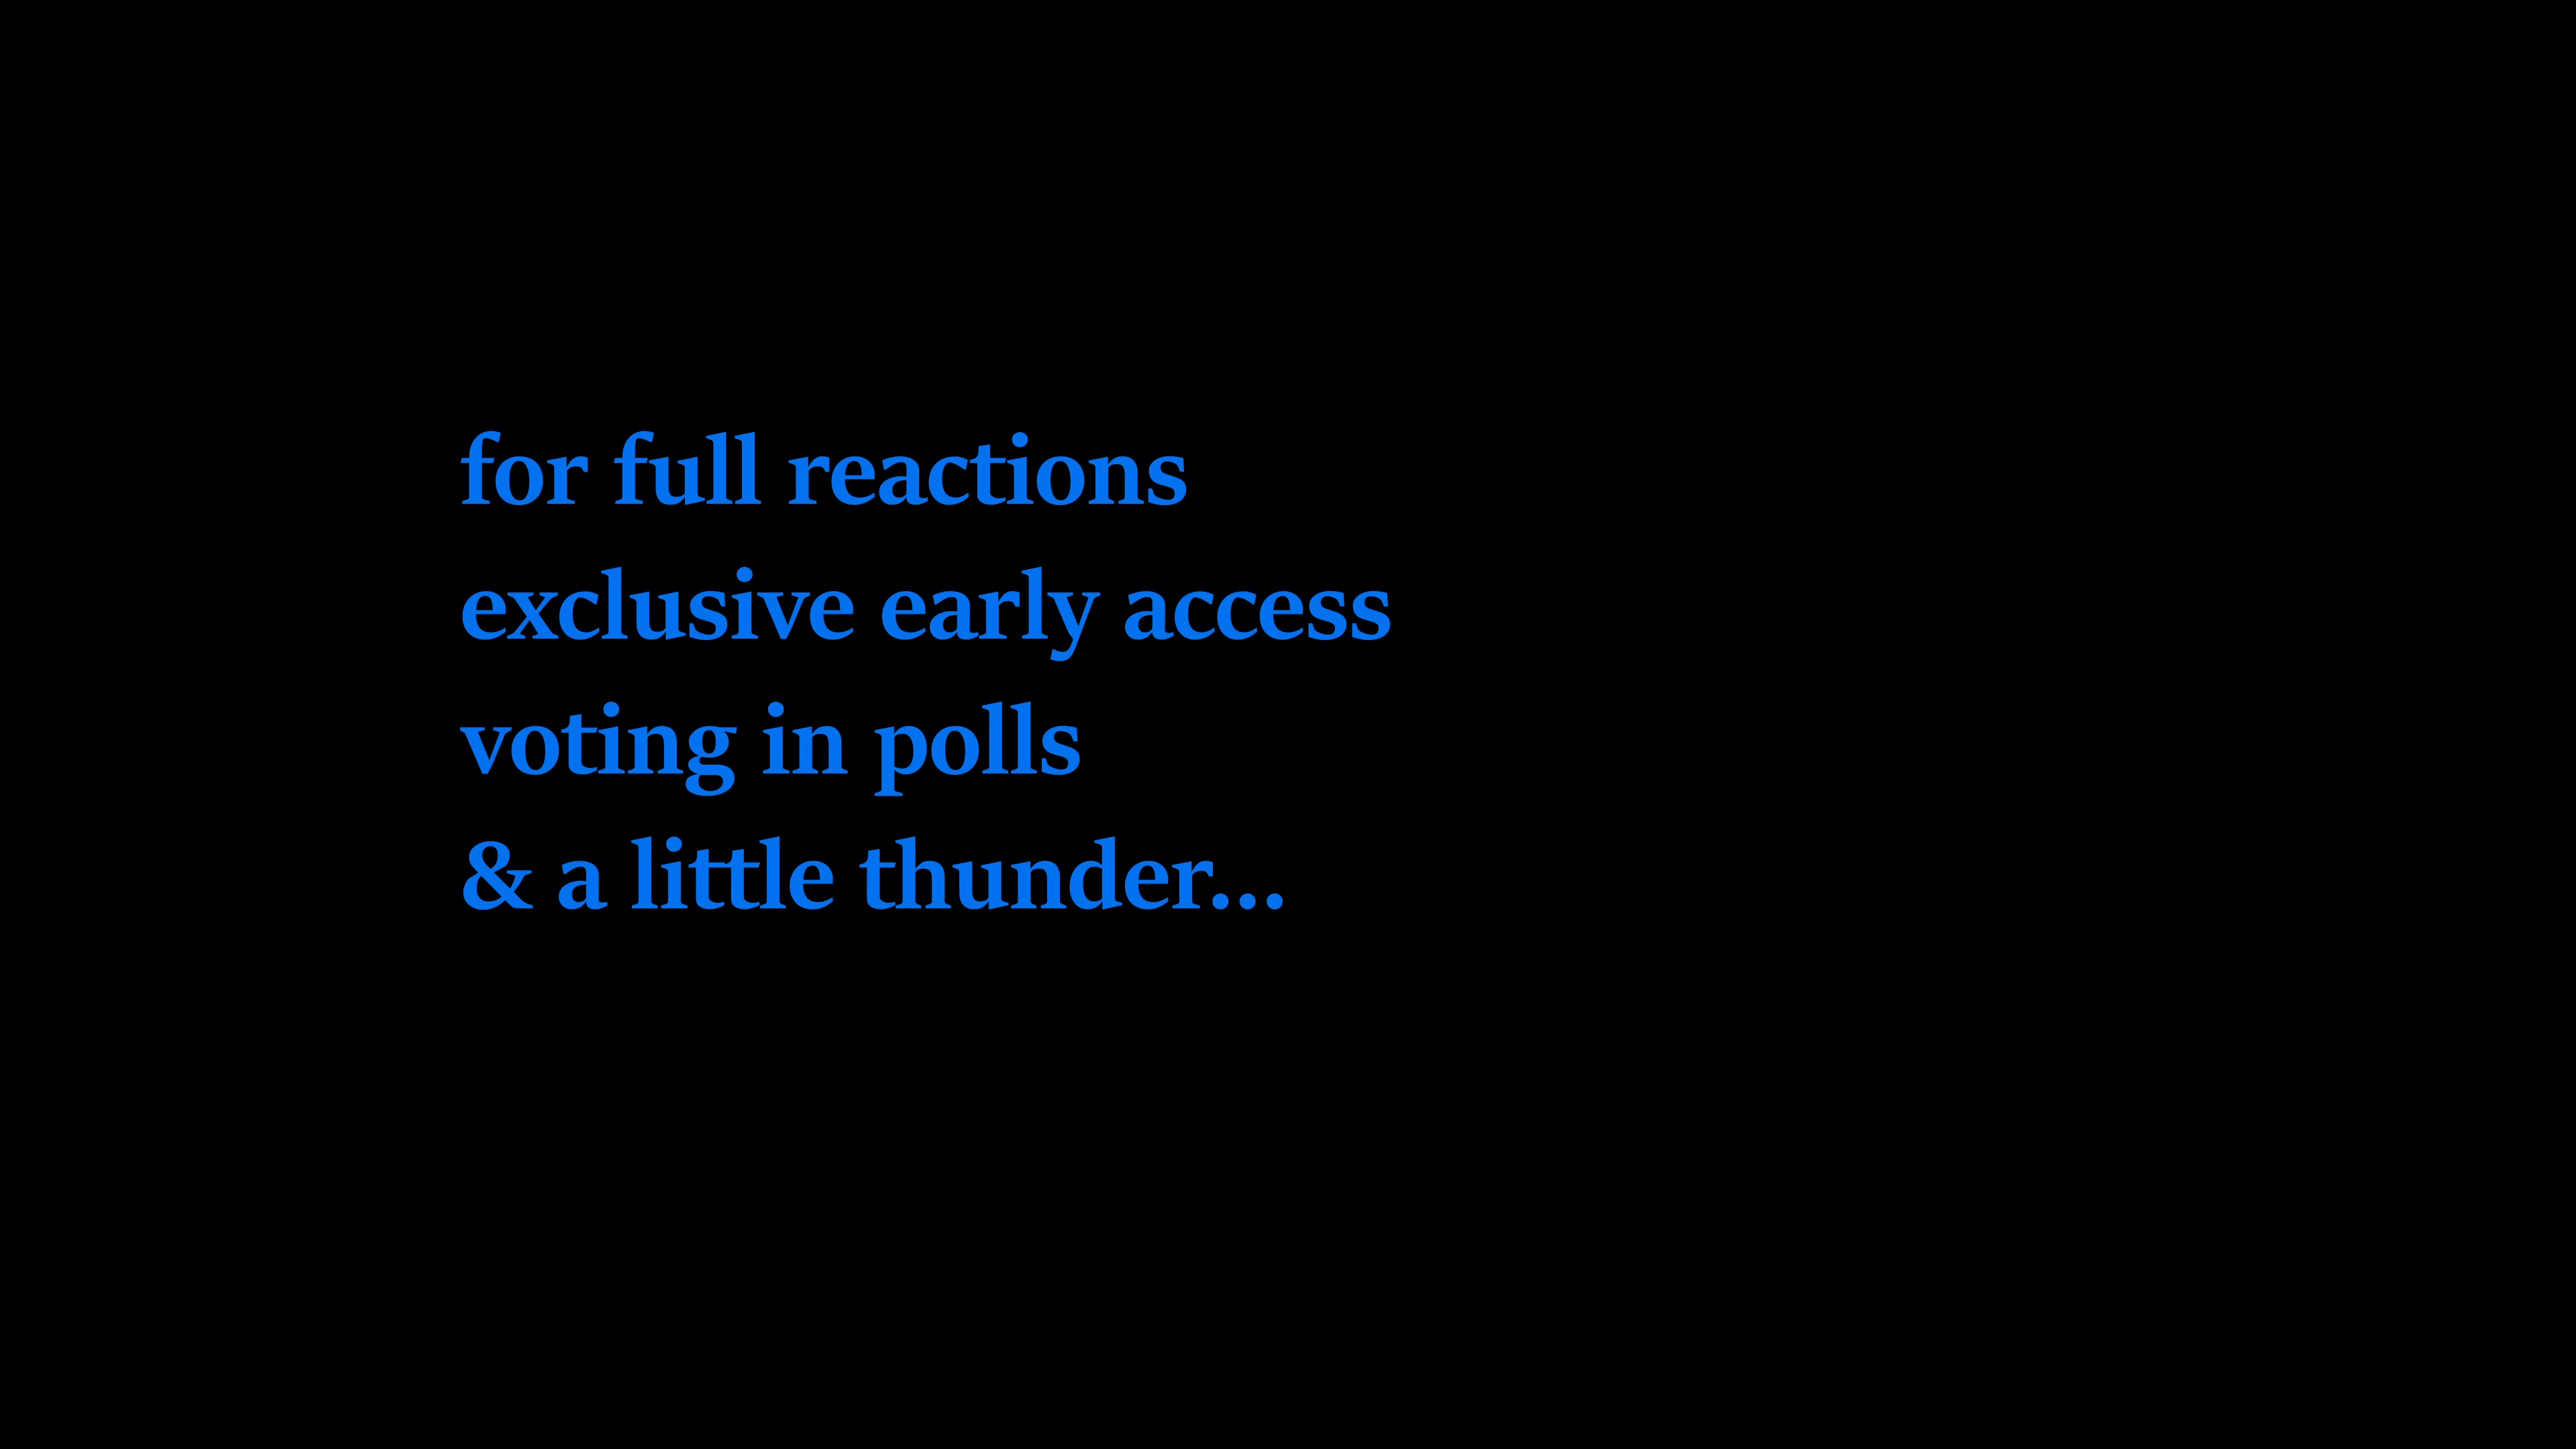 for full reactions
exclusive early access
voting in polls
& a little thunder...